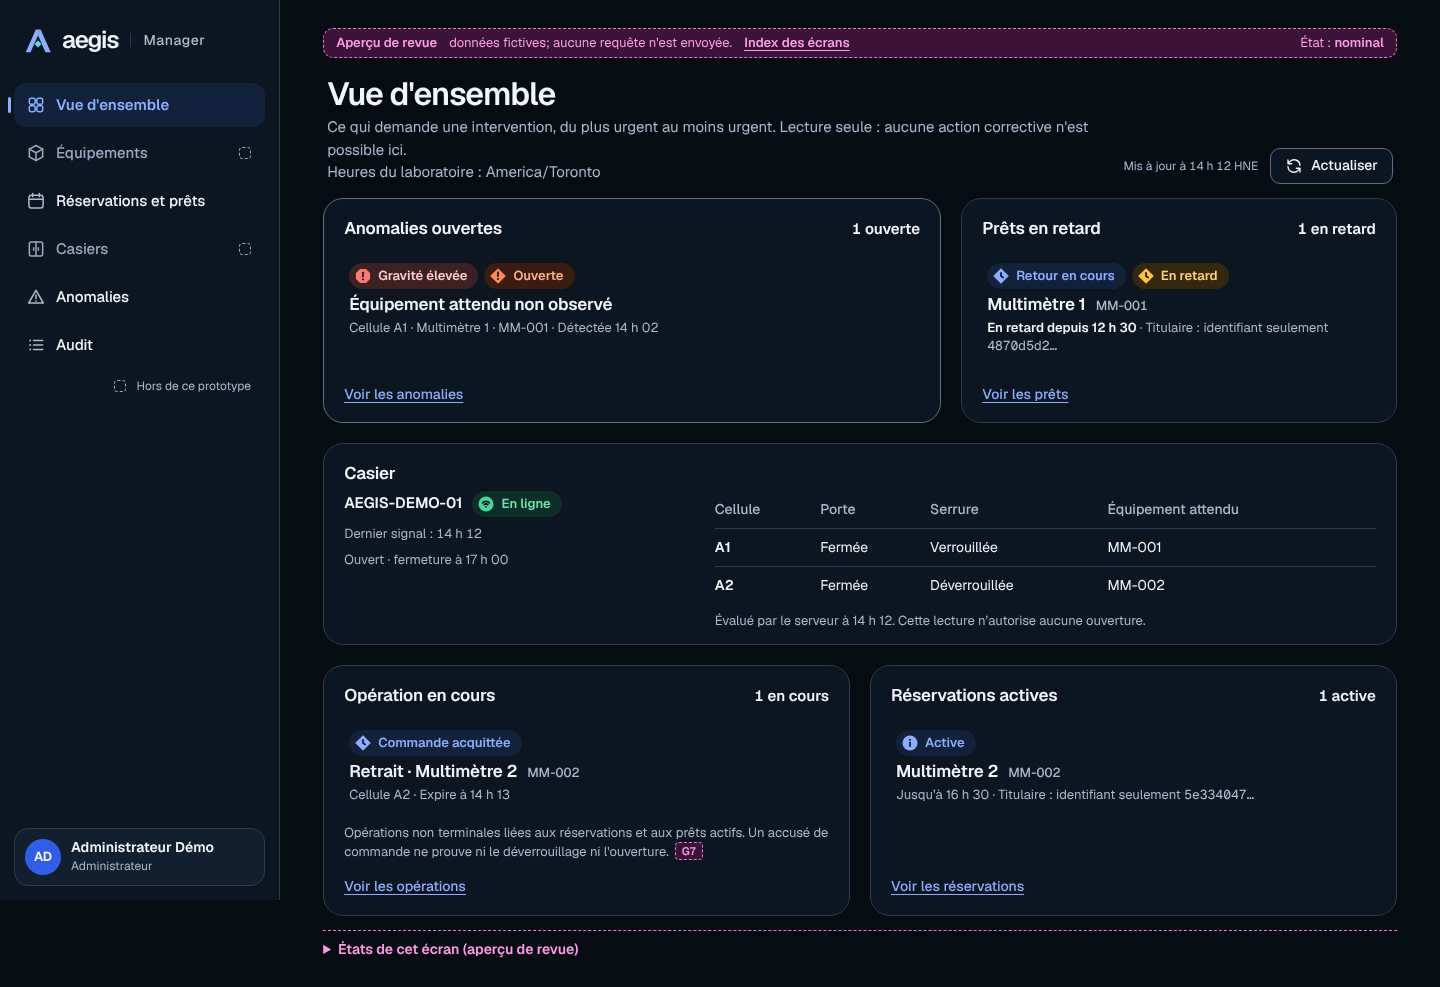 aegis Manager
Vue d'ensemble
Équipements
Réservations et prêts
Casiers
Anomalies
Audit
Hors de ce prototype
AD
Administrateur Démo
Administrateur
Aperçu de revue données fictives; aucune requête n'est envoyée. Index des écrans État : nominal
Vue d'ensemble
Ce qui demande une intervention, du plus urgent au moins urgent. Lecture seule : aucune action corrective n'est
possible ici.
Heures du laboratoire : America/Toronto
Mis à jour à 14 h 12 HNE Actualiser
Anomalies ouvertes 1 ouverte
Gravité élevée Ouverte
Équipement attendu non observé
Cellule A1 · Multimètre 1 · MM-001 · Détectée 14 h 02
Voir les anomalies
Prêts en retard 1 en retard
Retour en cours En retard
Multimètre 1 MM-001
En retard depuis 12 h 30 · Titulaire : identifiant seulement
4870d5d2…
Voir les prêts
Casier
AEGIS-DEMO-01 En ligne
Dernier signal : 14 h 12
Ouvert · fermeture à 17 h 00
Cellule Porte Serrure Équipement attendu
A1 Fermée Verrouillée MM-001
A2 Fermée Déverrouillée MM-002
Évalué par le serveur à 14 h 12. Cette lecture n'autorise aucune ouverture.
Opération en cours 1 en cours
Commande acquittée
Retrait · Multimètre 2 MM-002
Cellule A2 · Expire à 14 h 13
Opérations non terminales liées aux réservations et aux prêts actifs. Un accusé de
commande ne prouve ni le déverrouillage ni l'ouverture. G7
Voir les opérations
Réservations actives 1 active
Active
Multimètre 2 MM-002
Jusqu'à 16 h 30 · Titulaire : identifiant seulement 5e334047…
Voir les réservations
États de cet écran (aperçu de revue)